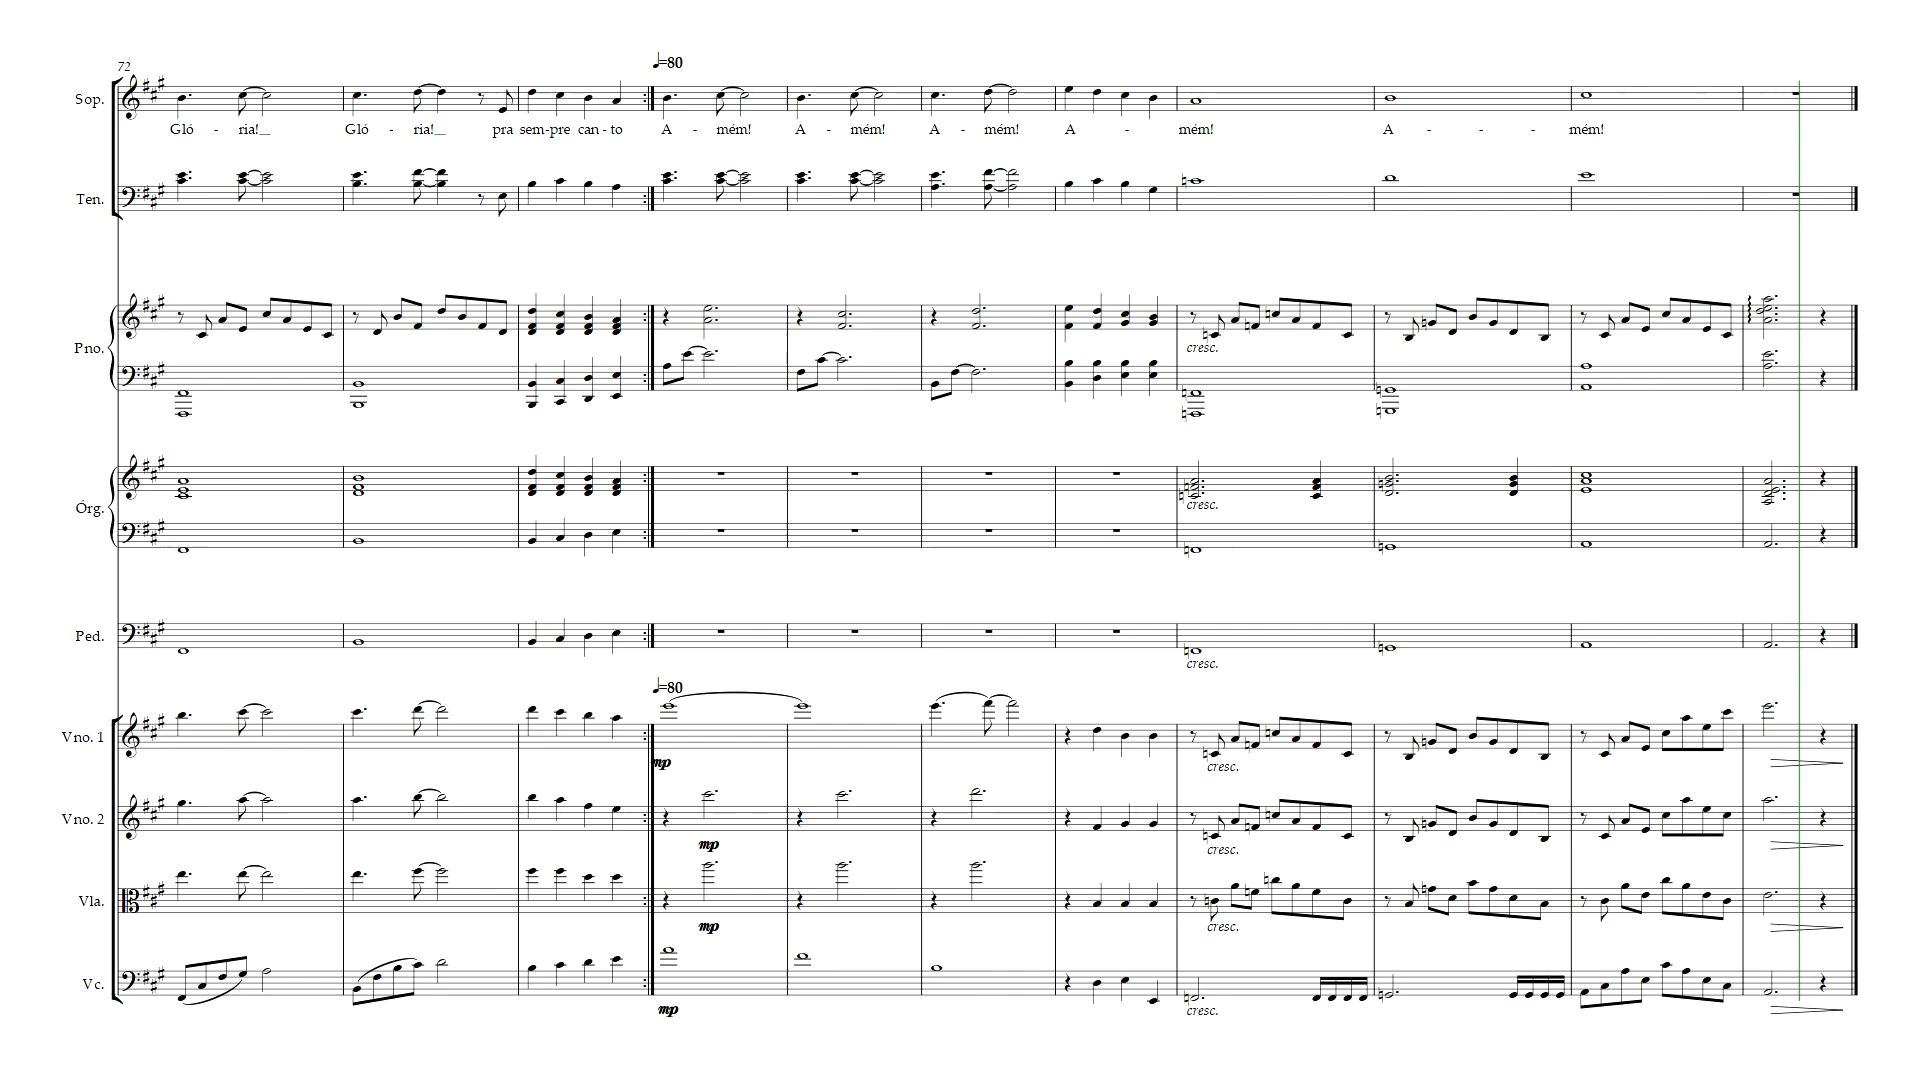 72
♩=80
Sop.
Gló - ria!_ Gló - ria!_ pra sem-pre can - to A - mém! A - mém! A - mém! A - mém! A - - - mém!
Ten.
Pno.
cresc.
Órg.
cresc.
Ped.
cresc.
♩=80
Vno. 1
mp
cresc.
Vno. 2
mp
cresc.
Vla.
mp
cresc.
Vc.
mp
cresc.